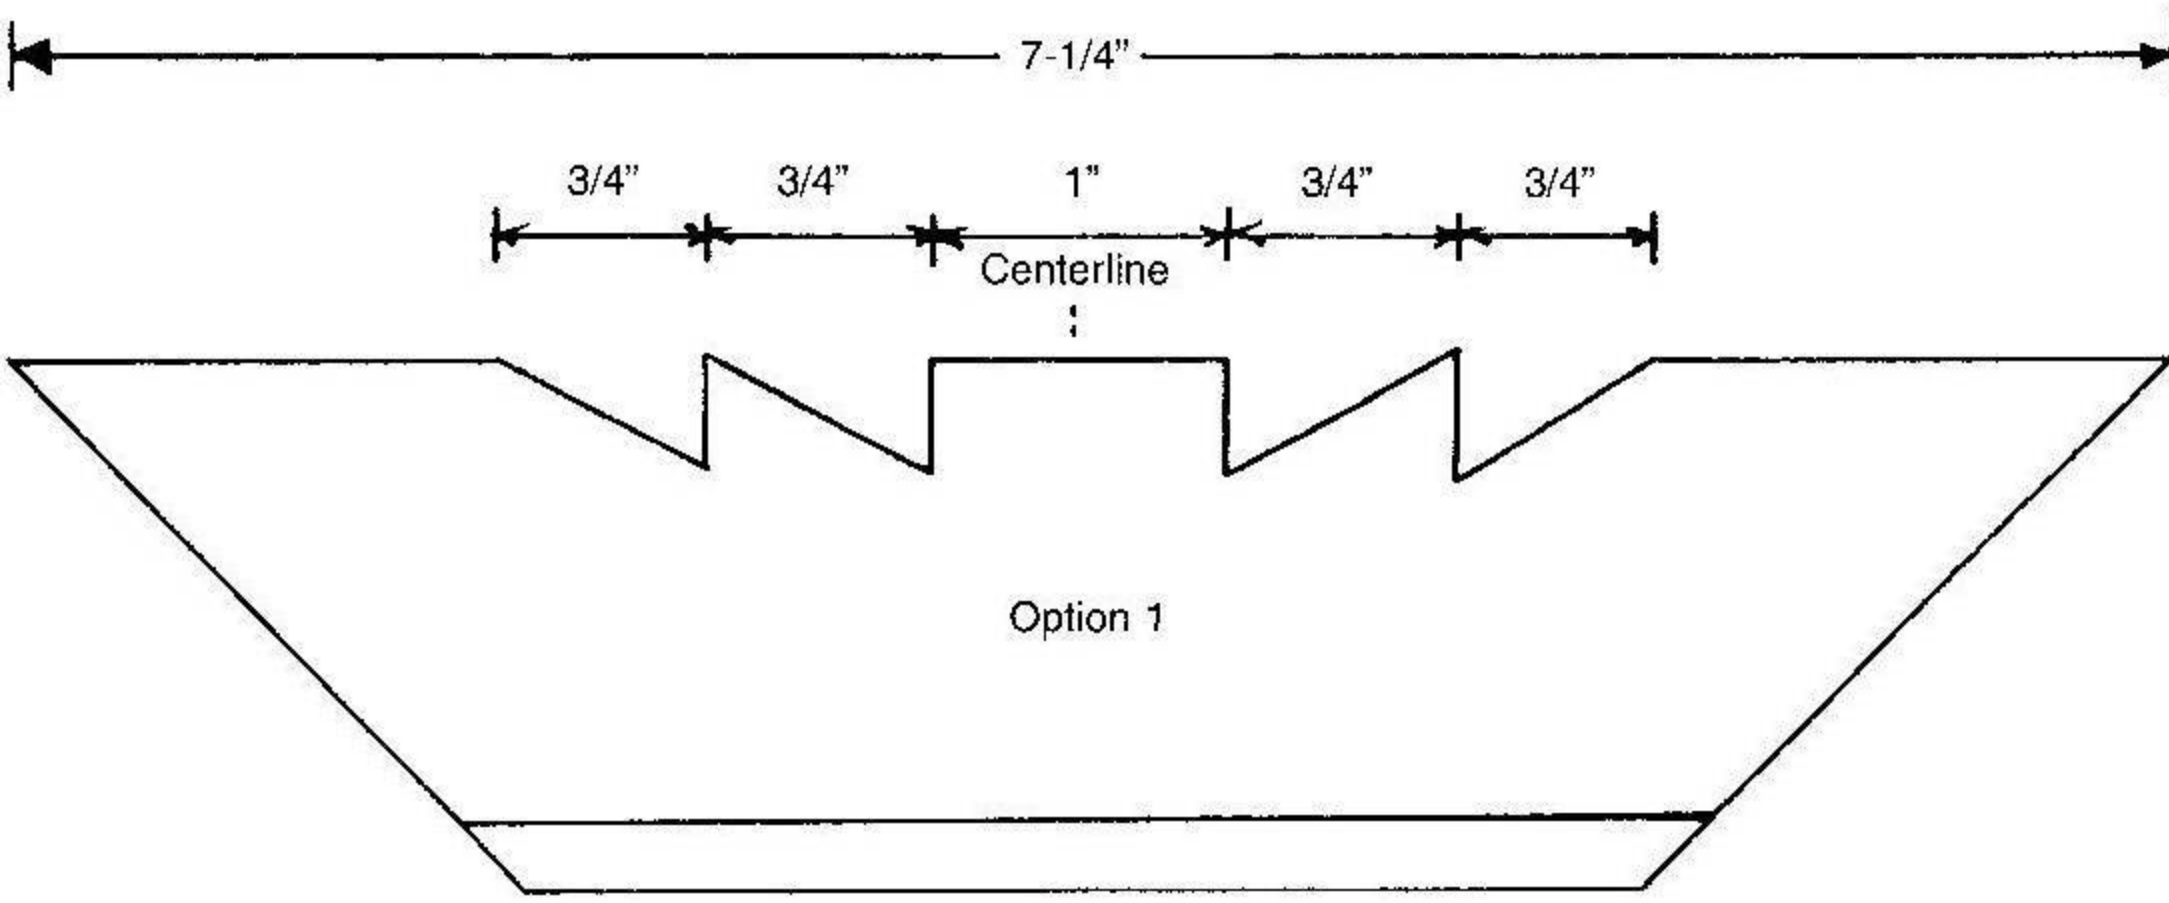 7-1/4”
3/4” 3/4” 1” 3/4” 3/4”
Centerline
Option 1